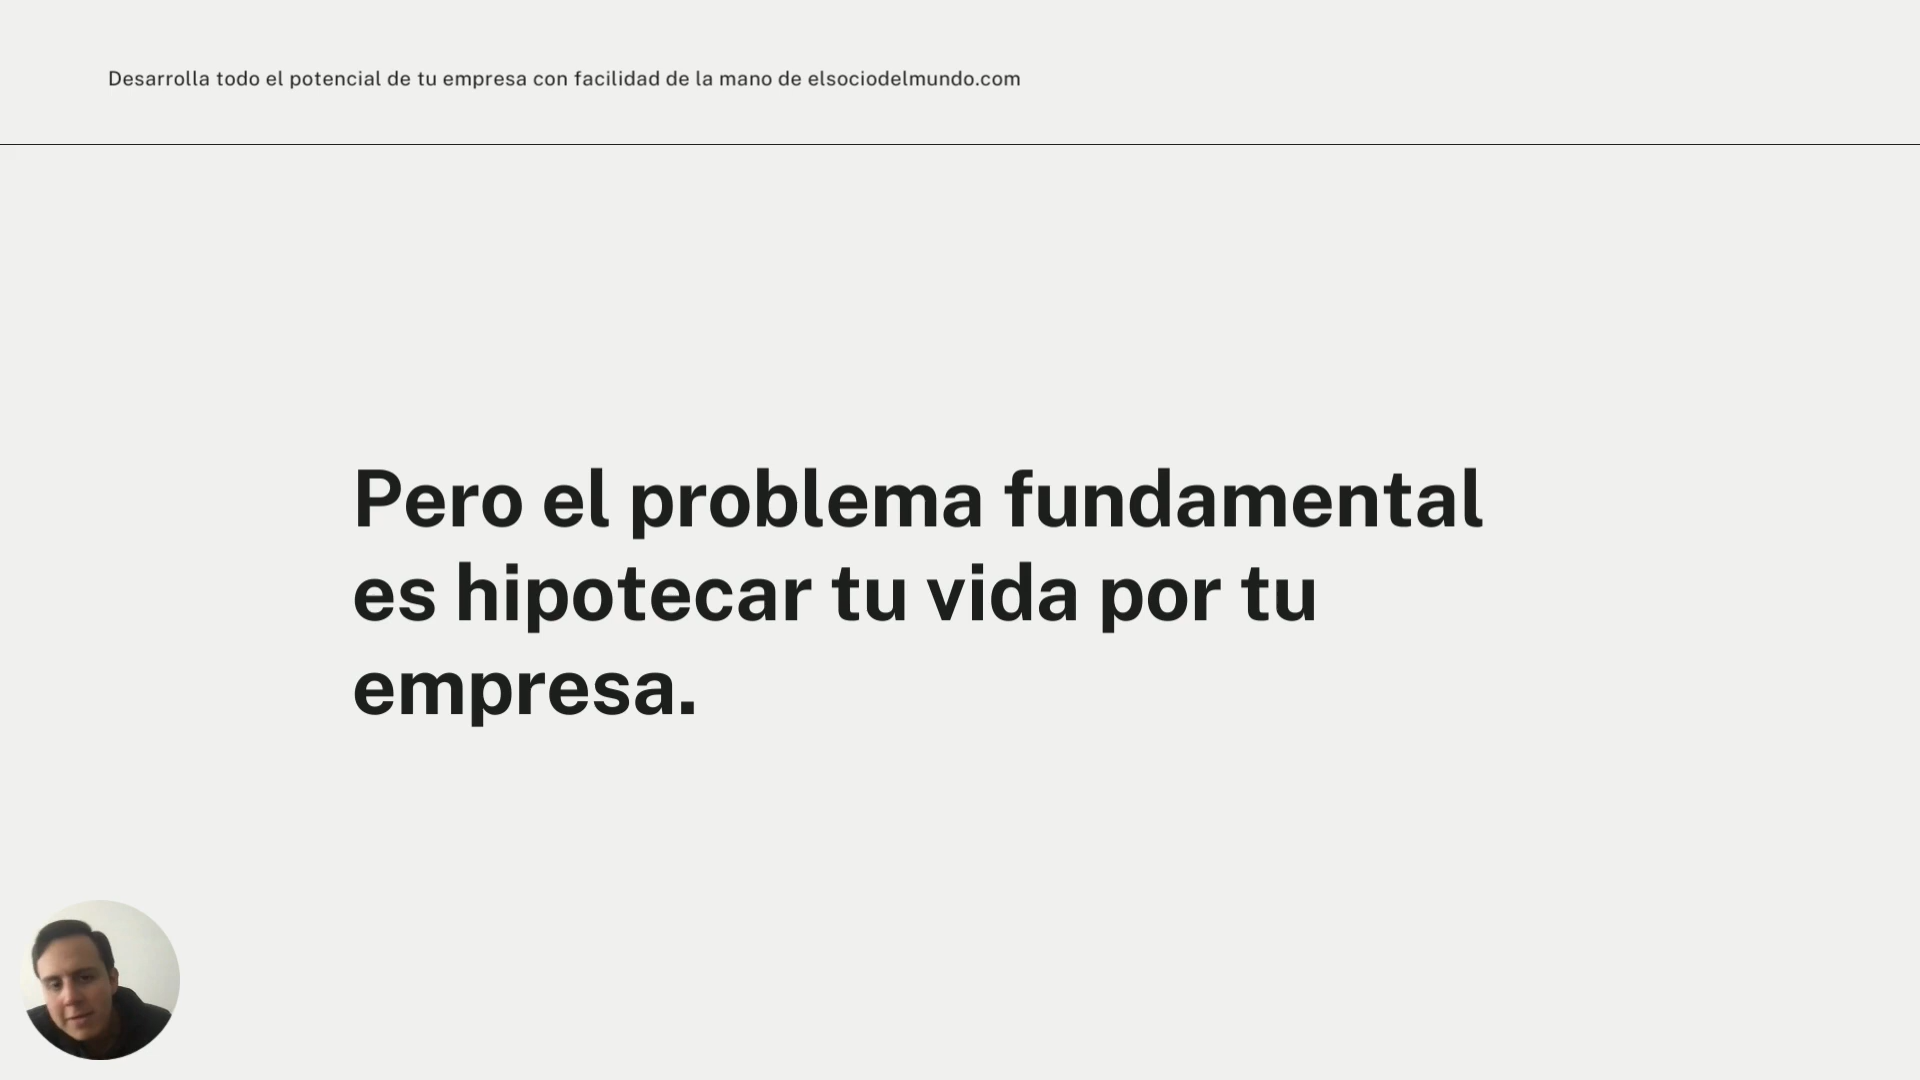 Desarrolla todo el potencial de tu empresa con facilidad de la mano de elsociodelmundo.com
Pero el problema fundamental
es hipotecar tu vida por tu
empresa.